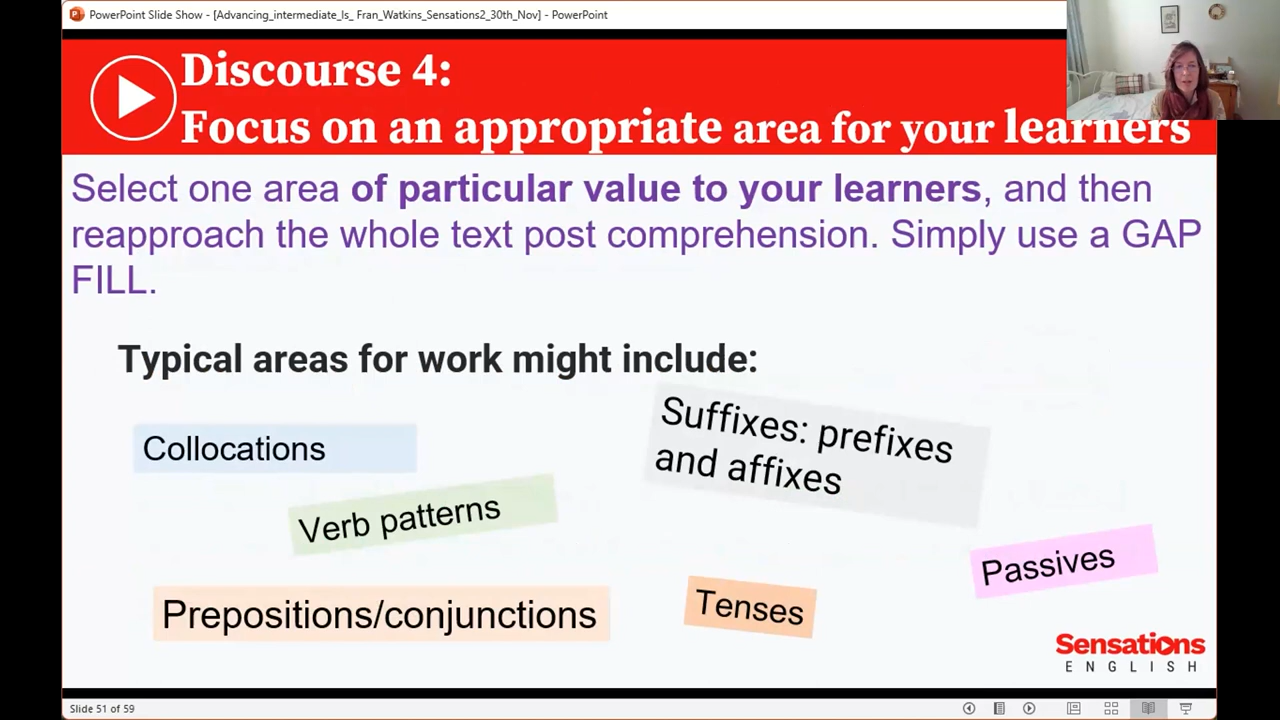 PowerPoint Slide Show - [Advancing_intermediate_ls_ Fran_Watkins_Sensations2_30th_Nov] - PowerPoint
Discourse 4:
Focus on an appropriate area for your learners
Select one area of particular value to your learners, and then
reapproach the whole text post comprehension. Simply use a GAP
FILL.
Typical areas for work might include:
Collocations
Suffixes: prefixes
and affixes
Verb patterns
Passives
Prepositions/conjunctions
Tenses
Sensations
ENGLISH
Slide 51 of 59